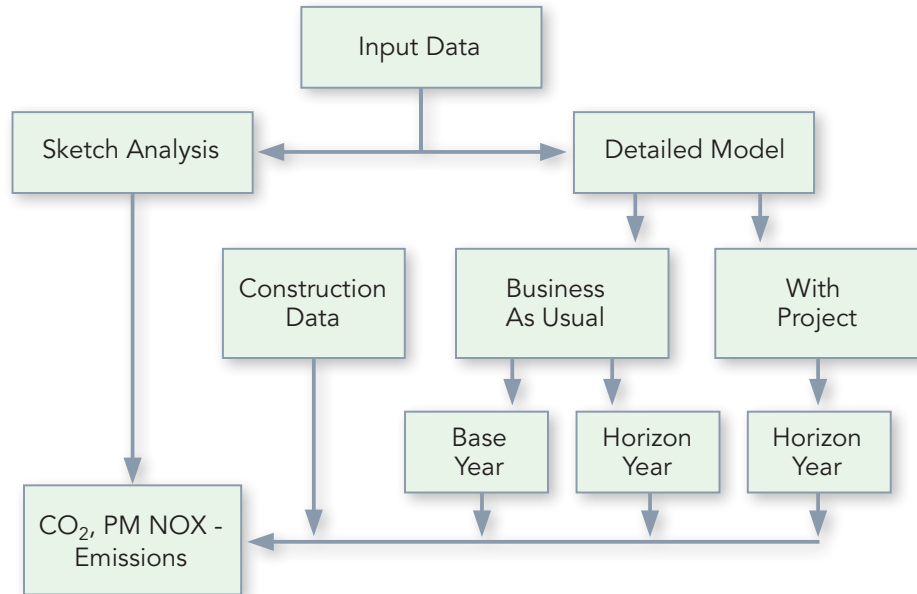 Input Data
Sketch Analysis
Detailed Model
Construction
Data
Business
As Usual
With
Project
Base
Year
Horizon
Year
Horizon
Year
CO₂, PM NOX -
Emissions